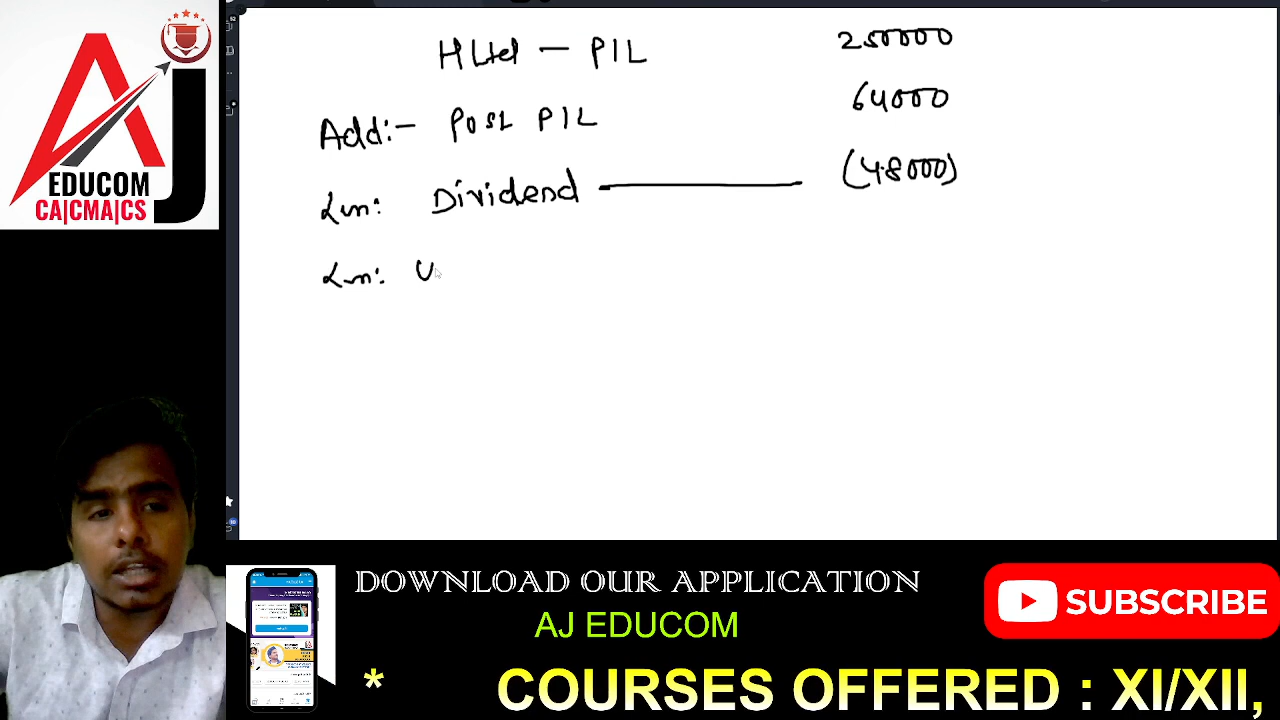 AJ
EDUCOM
CA|CMA|CS
H Ltd - P/L 250000
Add:- Post P/L 64000
Less: Dividend (48000)
Less: U
DOWNLOAD OUR APPLICATION
AJ EDUCOM
SUBSCRIBE
* COURSES OFFERED : XI/XII,